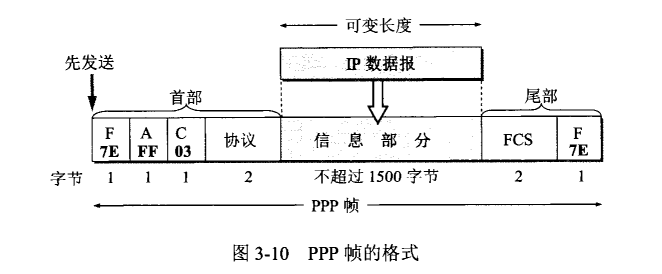 可变长度
先发送
IP 数据报
首部
尾部
F A C 协议 信息部分 FCS F
7E FF 03 7E
字节 1 1 1 2 不超过 1500 字节 2 1
PPP 帧
图 3-10 PPP 帧的格式